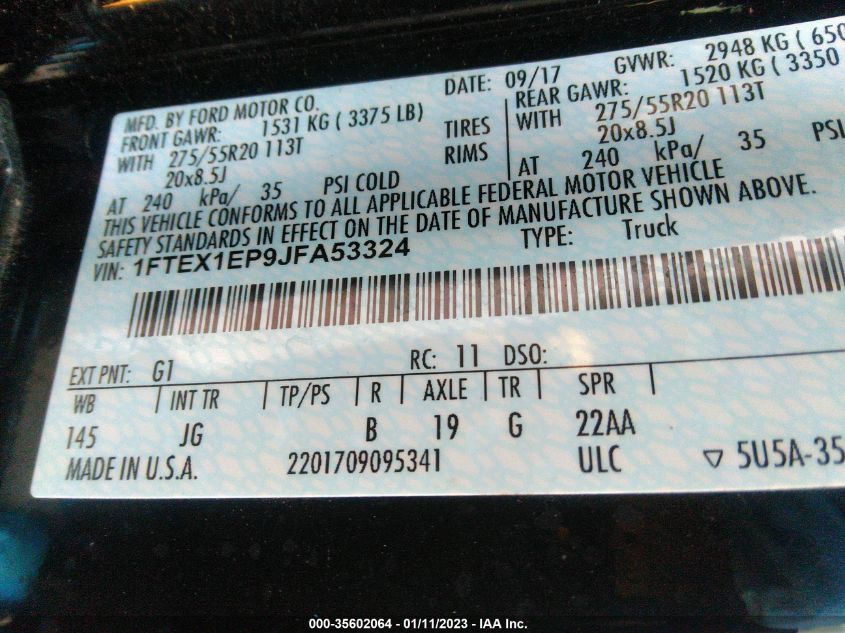 MFD. BY FORD MOTOR CO.
DATE: 09/17
GVWR: 2948 KG ( 650
FRONT GAWR: 1531 KG ( 3375 LB)
REAR GAWR: 1520 KG ( 3350
WITH 275/55R20 113T
TIRES
WITH 275/55R20 113T
20x8.5J
RIMS
20x8.5J
AT 240 kPa/ 35 PSI COLD
AT 240 kPa/ 35 PSI
THIS VEHICLE CONFORMS TO ALL APPLICABLE FEDERAL MOTOR VEHICLE
SAFETY STANDARDS IN EFFECT ON THE DATE OF MANUFACTURE SHOWN ABOVE.
VIN: 1FTEX1EP9JFA53324
TYPE: Truck
EXT PNT: G1
RC: 11 DSO:
WB INT TR TP/PS R AXLE TR SPR
145 JG B 19 G 22AA
MADE IN U.S.A. 2201709095341 ULC ▽ 5U5A-35
000-35602064 - 01/11/2023 - IAA Inc.